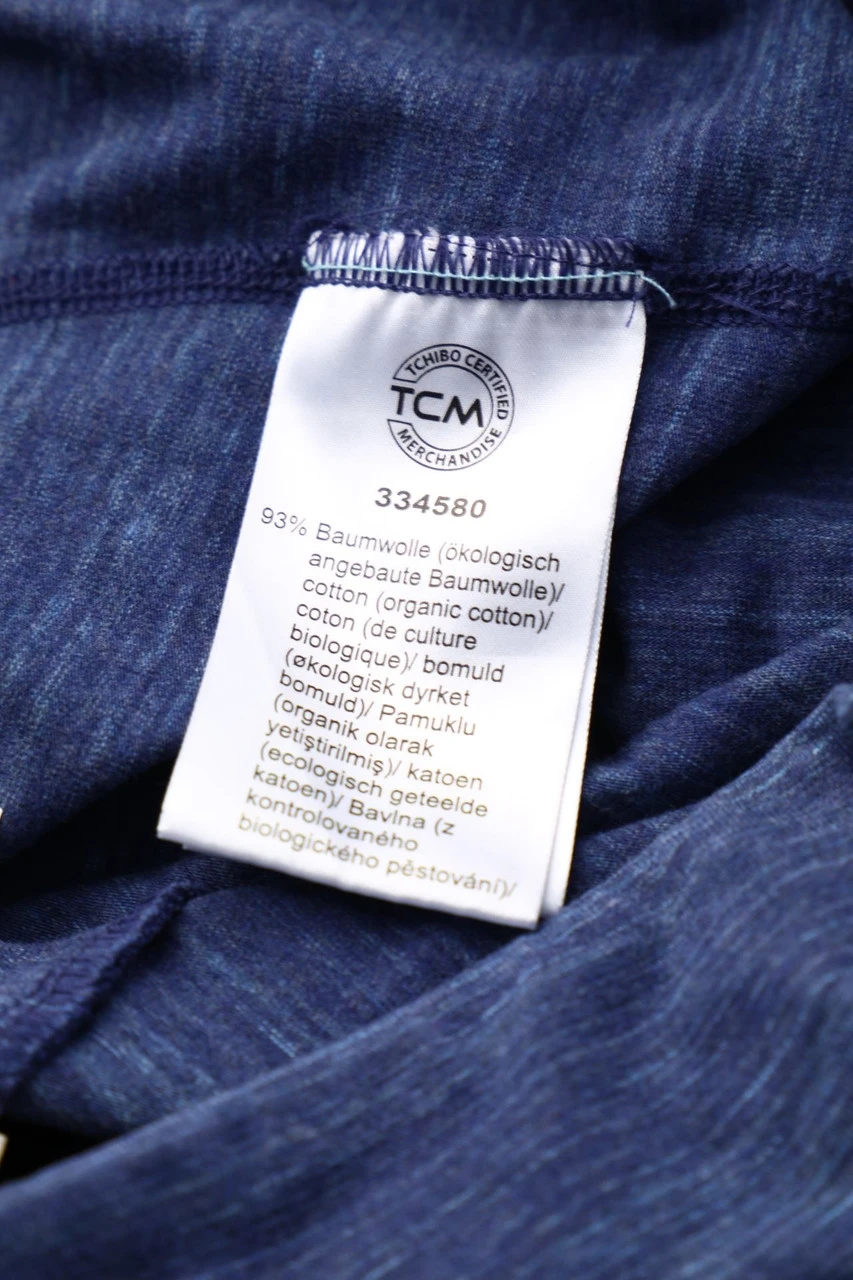 TCHIBO CERTIFIED
TCM
MERCHANDISE
334580
93% Baumwolle (ökologisch
angebaute Baumwolle)/
cotton (organic cotton)/
coton (de culture
biologique)/ bomuld
(økologisk dyrket
bomuld)/ Pamuklu
(organik olarak
yetiştirilmiş)/ katoen
(ecologisch geteelde
katoen)/ Bavlna (z
kontrolovaného
biologického pěstování)/